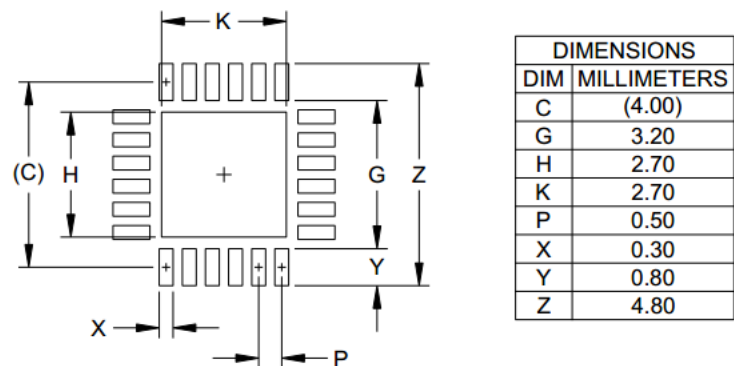 K
(C)
H
G
Z
Y
X
P
DIMENSIONS
DIM MILLIMETERS
C (4.00)
G 3.20
H 2.70
K 2.70
P 0.50
X 0.30
Y 0.80
Z 4.80